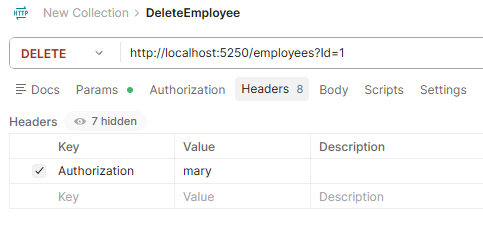 HTTP New Collection > DeleteEmployee
DELETE http://localhost:5250/employees?Id=1
Docs Params Authorization Headers 8 Body Scripts Settings
Headers 7 hidden
Key Value Description
Authorization mary
Key Value Description